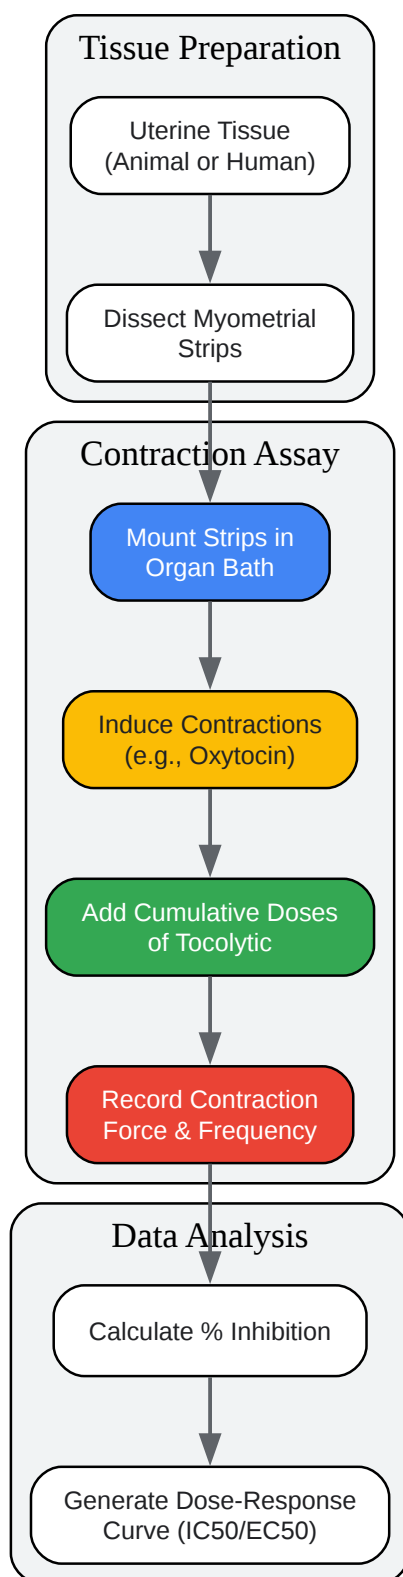 Tissue Preparation
Uterine Tissue
(Animal or Human)
Dissect Myometrial
Strips
Contraction Assay
Mount Strips in
Organ Bath
Induce Contractions
(e.g., Oxytocin)
Add Cumulative Doses
of Tocolytic
Record Contraction
Force & Frequency
Data Analysis
Calculate % Inhibition
Generate Dose-Response
Curve (IC50/EC50)